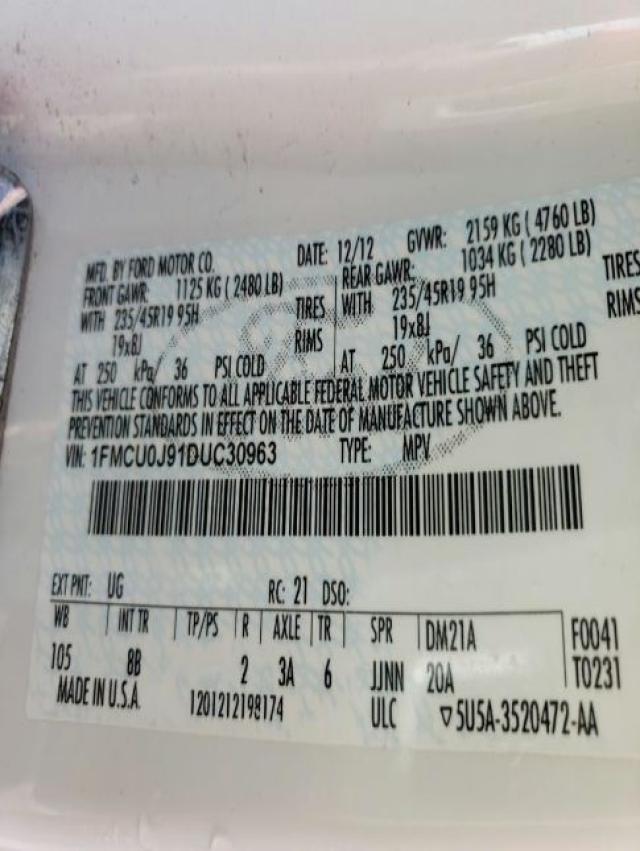 MFD. BY FORD MOTOR CO. DATE: 12/12 GVWR: 2159 KG ( 4760 LB)
FRONT GAWR: 1125 KG ( 2480 LB) REAR GAWR: 1034 KG ( 2280 LB)
WITH 235/45R19 95H TIRES WITH 235/45R19 95H TIRES
19x8J RIMS 19x8J RIMS
AT 250 kPa/ 36 PSI COLD AT 250 kPa/ 36 PSI COLD
THIS VEHICLE CONFORMS TO ALL APPLICABLE FEDERAL MOTOR VEHICLE SAFETY AND THEFT
PREVENTION STANDARDS IN EFFECT ON THE DATE OF MANUFACTURE SHOWN ABOVE.
VIN: 1FMCU0J91DUC30963 TYPE: MPV
EXT PNT: UG RC: 21 DSO:
WB INT TR TP/PS R AXLE TR SPR DM21A F0041
105 8B 2 3A 6 JJNN 20A T0231
MADE IN U.S.A. 1201212198174 ULC ▽5U5A-3520472-AA